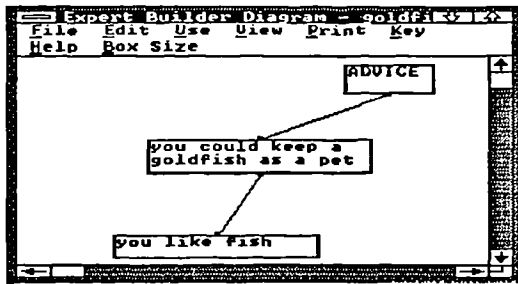 Expert Builder Diagram - goldfi
File Edit Use View Print Key
Help Box Size
ADVICE
you could keep a
goldfish as a pet
you like fish